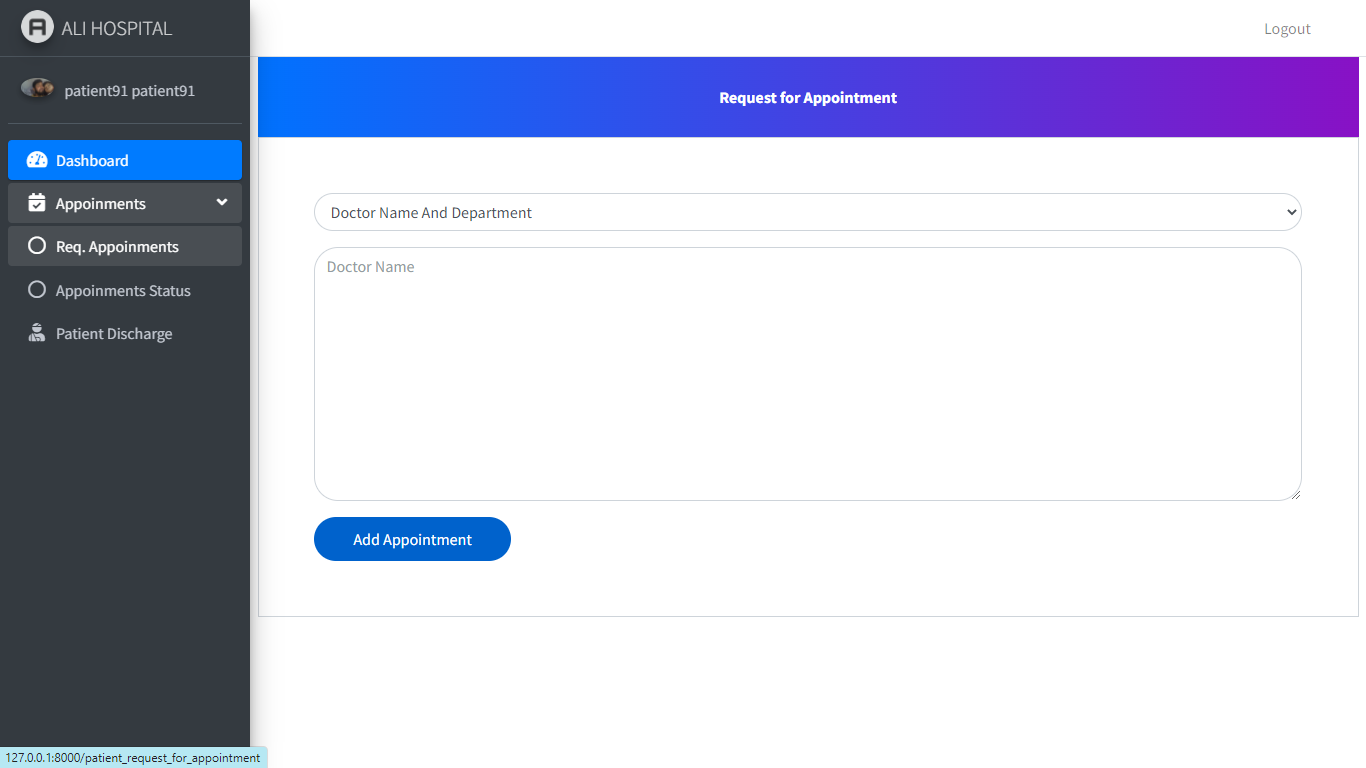 ALI HOSPITAL
Logout
patient91 patient91
Request for Appointment
Dashboard
Appoinments
Req. Appoinments
Appoinments Status
Patient Discharge
Doctor Name And Department
Doctor Name
Add Appointment
127.0.0.1:8000/patient_request_for_appointment